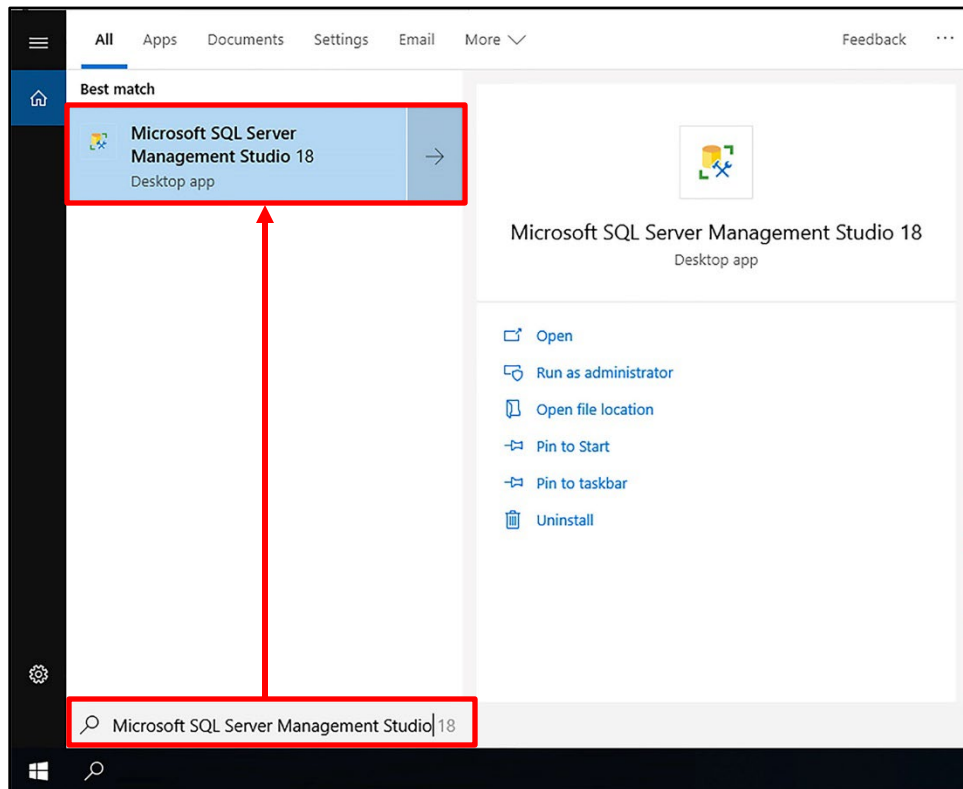 All Apps Documents Settings Email More Feedback ...
Best match
Microsoft SQL Server
Management Studio 18
Desktop app
Microsoft SQL Server Management Studio 18
Desktop app
Open
Run as administrator
Open file location
Pin to Start
Pin to taskbar
Uninstall
Microsoft SQL Server Management Studio 18